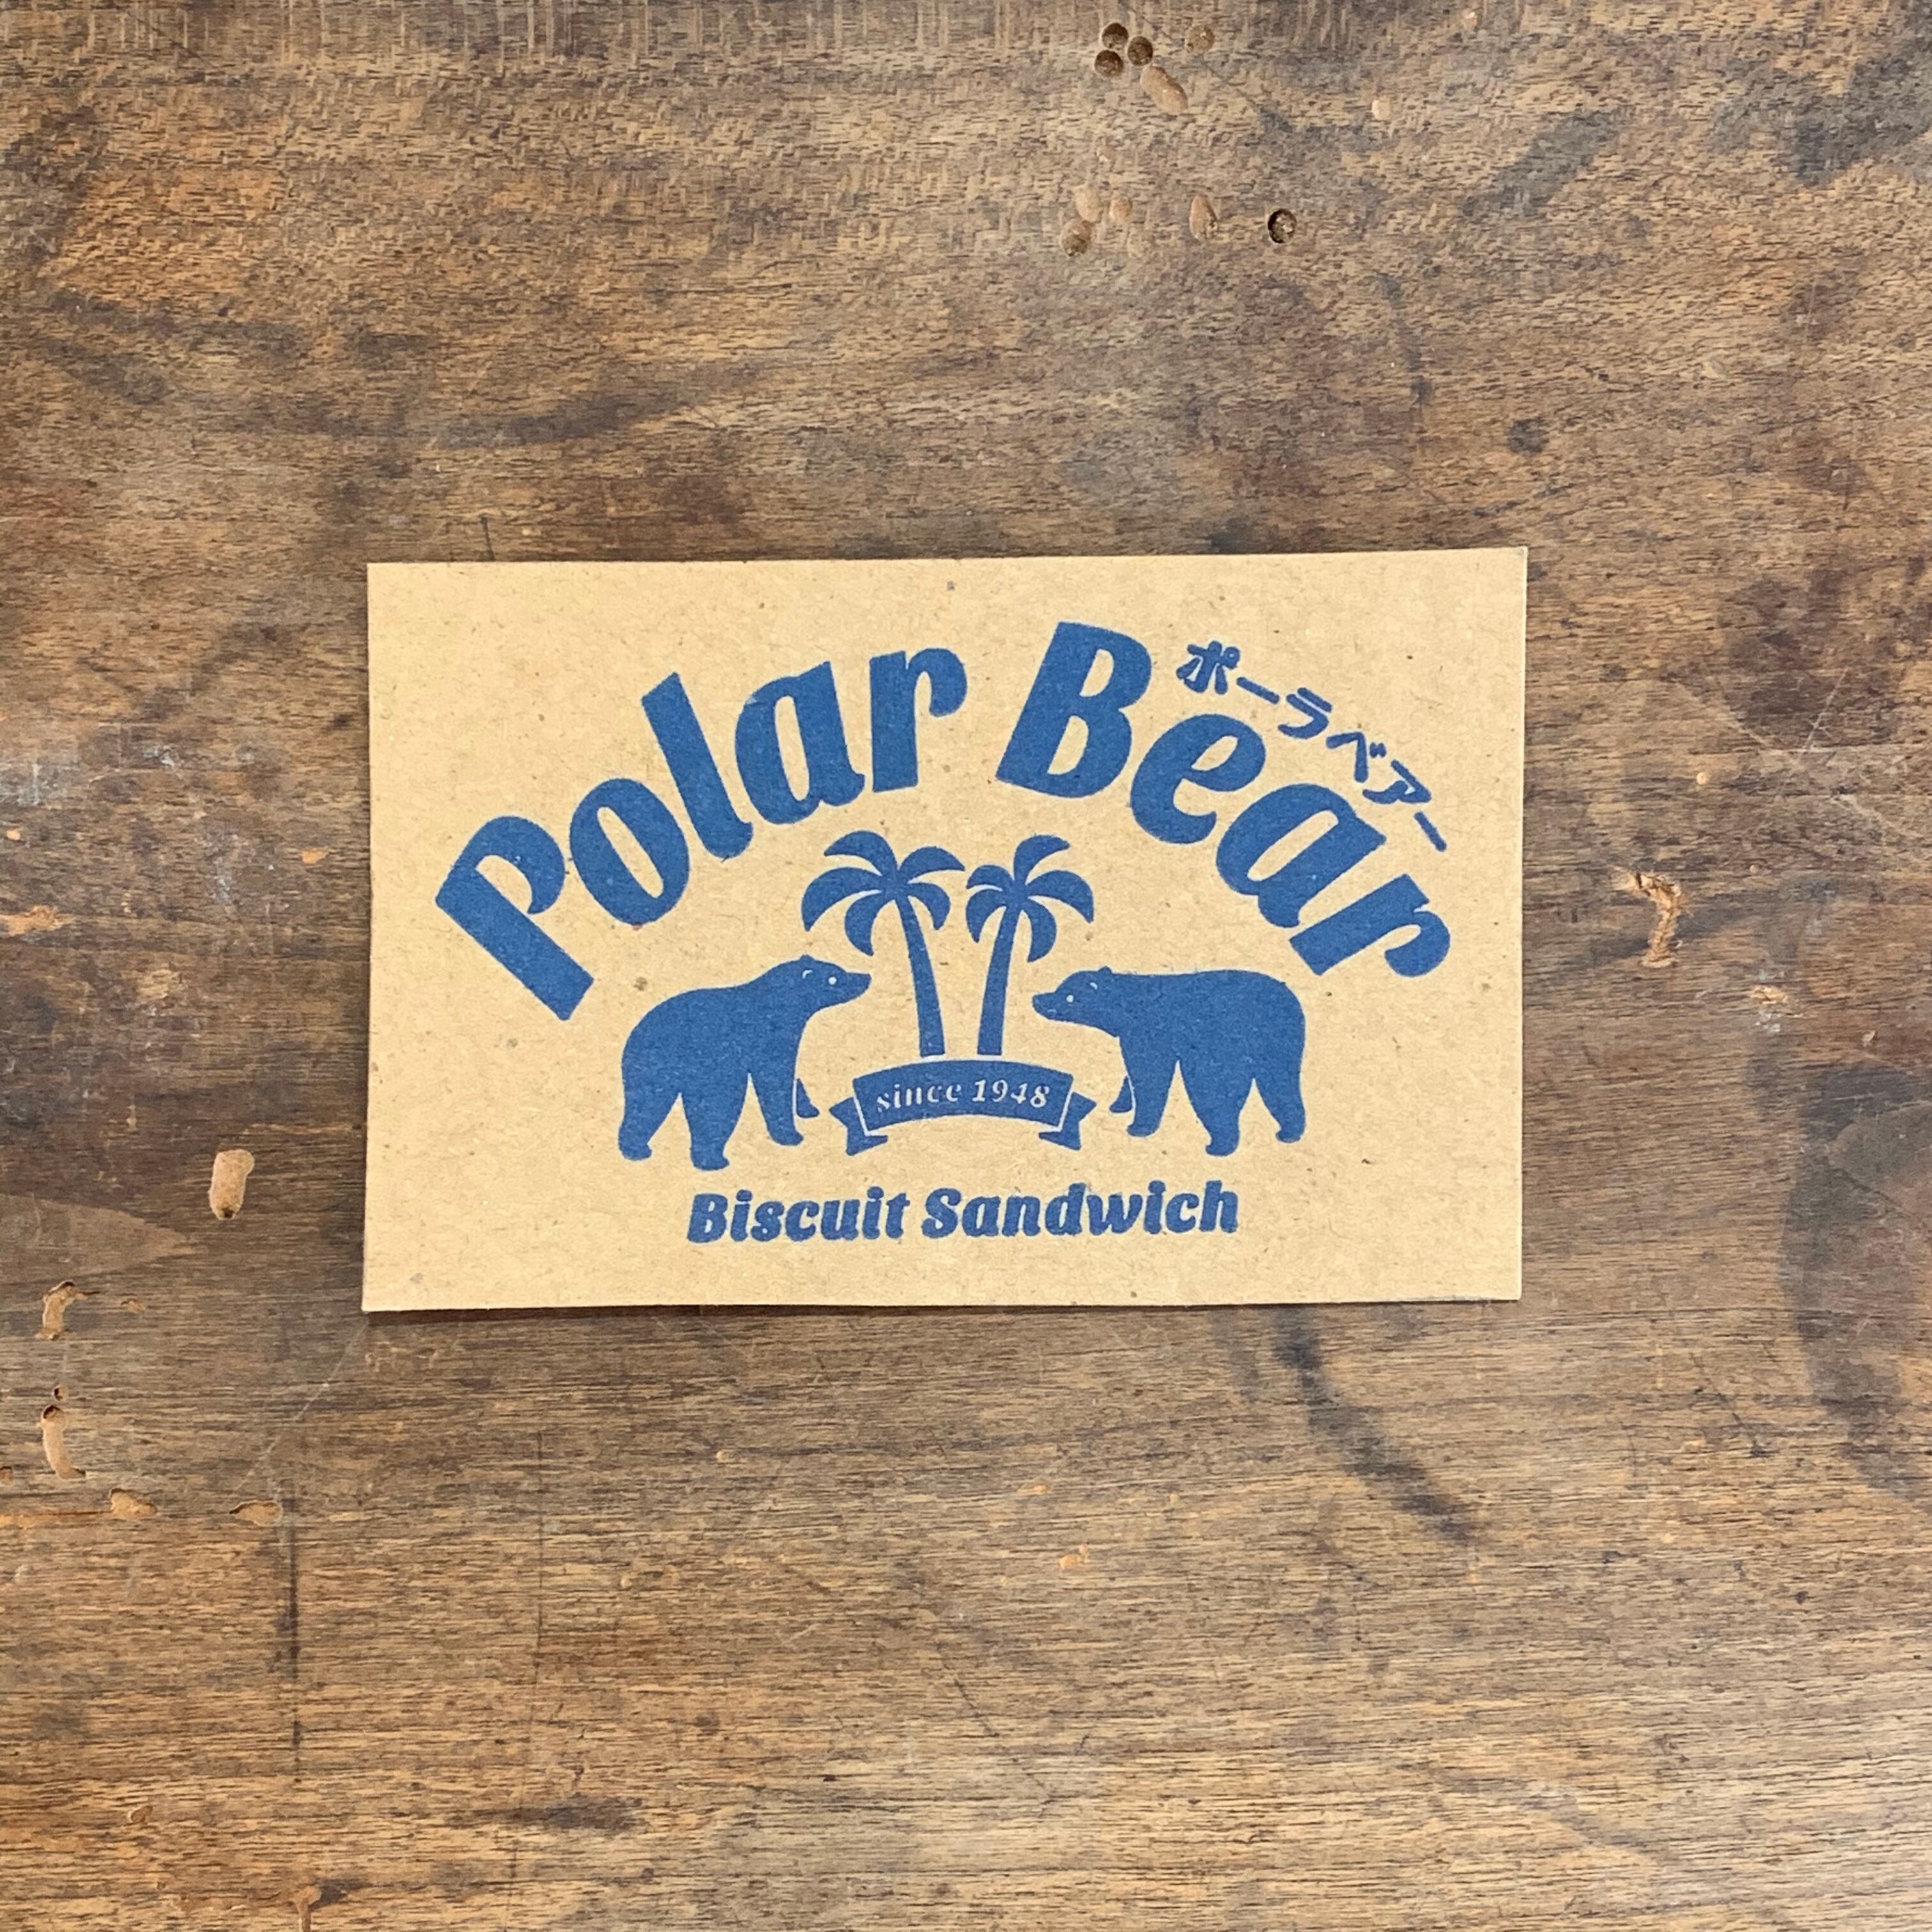 Polar Bear
ポーラベアー
since 1948
Biscuit Sandwich